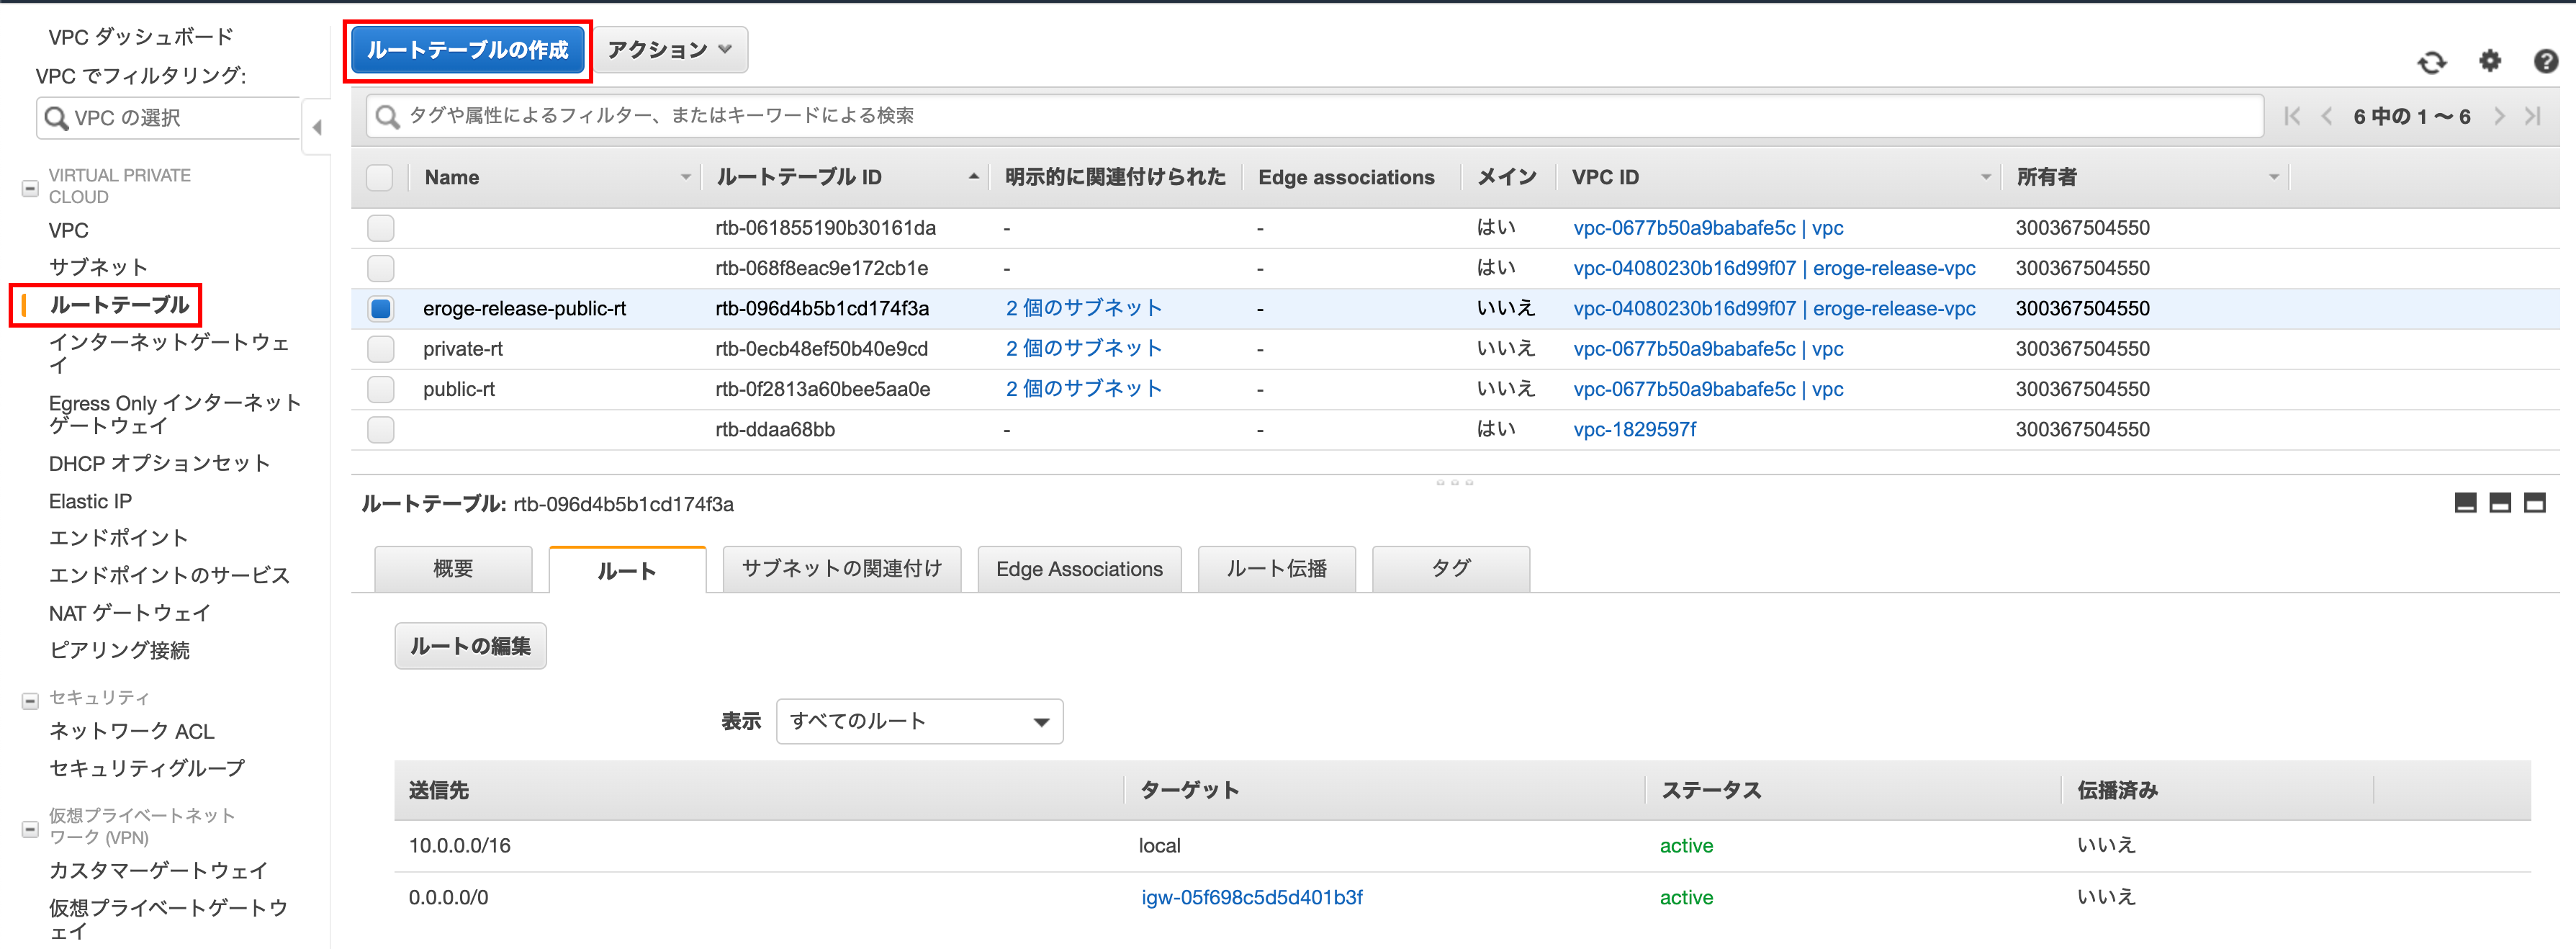 VPC ダッシュボード
VPC でフィルタリング:
VPC の選択
VIRTUAL PRIVATE
CLOUD
VPC
サブネット
ルートテーブル
インターネットゲートウェ
イ
Egress Only インターネット
ゲートウェイ
DHCP オプションセット
Elastic IP
エンドポイント
エンドポイントのサービス
NAT ゲートウェイ
ピアリング接続
セキュリティ
ネットワーク ACL
セキュリティグループ
仮想プライベートネット
ワーク (VPN)
カスタマーゲートウェイ
仮想プライベートゲートウ
ェイ
ルートテーブルの作成 アクション
タグや属性によるフィルター、またはキーワードによる検索 6 中の 1 〜 6
Name ルートテーブル ID 明示的に関連付けられた Edge associations メイン VPC ID 所有者
rtb-061855190b30161da - - はい vpc-0677b50a9babafe5c | vpc 300367504550
rtb-068f8eac9e172cb1e - - はい vpc-04080230b16d99f07 | eroge-release-vpc 300367504550
eroge-release-public-rt rtb-096d4b5b1cd174f3a 2 個のサブネット - いいえ vpc-04080230b16d99f07 | eroge-release-vpc 300367504550
private-rt rtb-0ecb48ef50b40e9cd 2 個のサブネット - いいえ vpc-0677b50a9babafe5c | vpc 300367504550
public-rt rtb-0f2813a60bee5aa0e 2 個のサブネット - いいえ vpc-0677b50a9babafe5c | vpc 300367504550
rtb-ddaa68bb - - はい vpc-1829597f 300367504550
ルートテーブル: rtb-096d4b5b1cd174f3a
概要 ルート サブネットの関連付け Edge Associations ルート伝播 タグ
ルートの編集
表示 すべてのルート
送信先 ターゲット ステータス 伝播済み
10.0.0.0/16 local active いいえ
0.0.0.0/0 igw-05f698c5d5d401b3f active いいえ